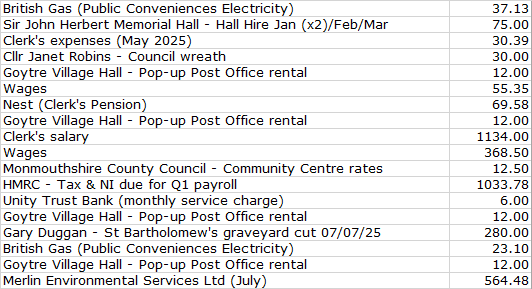 British Gas (Public Conveniences Electricity) 37.13
Sir John Herbert Memorial Hall - Hall Hire Jan (x2)/Feb/Mar 75.00
Clerk's expenses (May 2025) 30.39
Cllr Janet Robins - Council wreath 30.00
Goytre Village Hall - Pop-up Post Office rental 12.00
Wages 55.35
Nest (Clerk's Pension) 69.58
Goytre Village Hall - Pop-up Post Office rental 12.00
Clerk's salary 1134.00
Wages 368.50
Monmouthshire County Council - Community Centre rates 12.50
HMRC - Tax & NI due for Q1 payroll 1033.78
Unity Trust Bank (monthly service charge) 6.00
Goytre Village Hall - Pop-up Post Office rental 12.00
Gary Duggan - St Bartholomew's graveyard cut 07/07/25 280.00
British Gas (Public Conveniences Electricity) 23.10
Goytre Village Hall - Pop-up Post Office rental 12.00
Merlin Environmental Services Ltd (July) 564.48